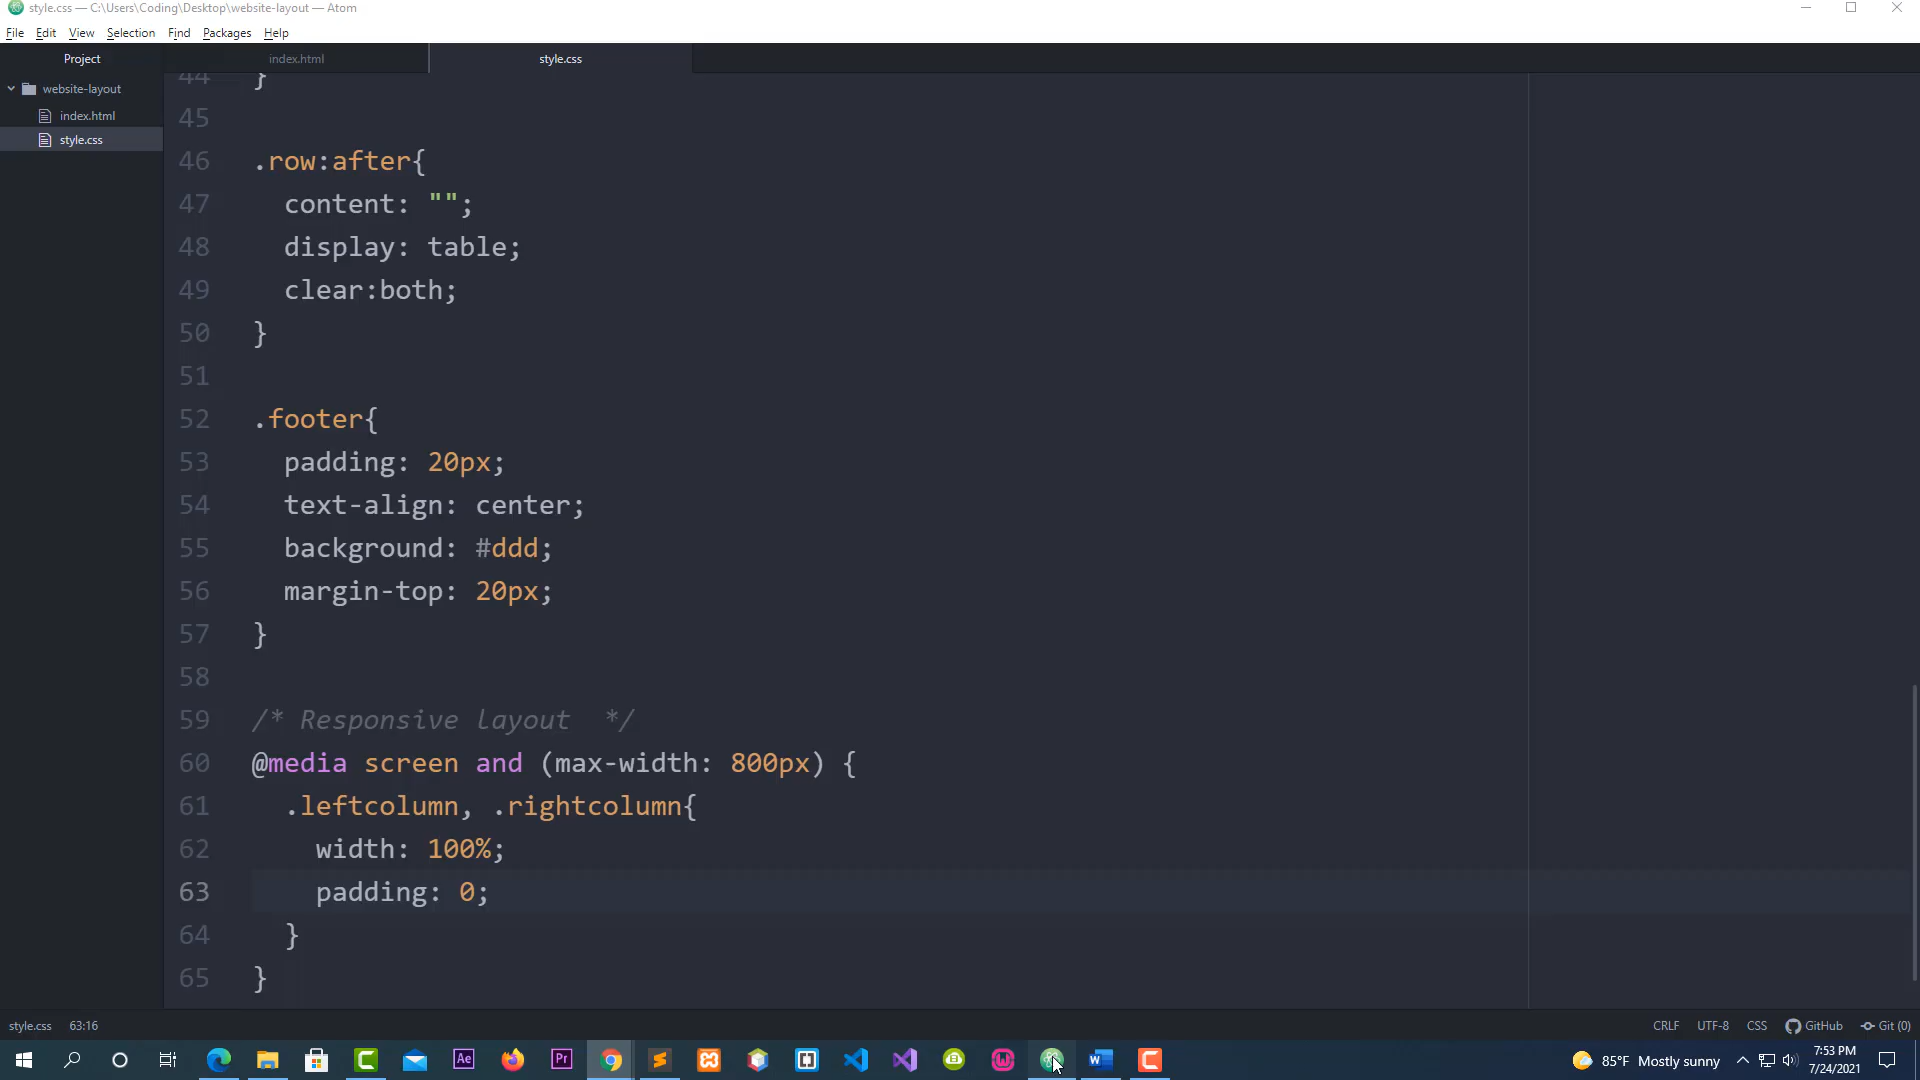 style.css — C:\Users\Coding\Desktop\website-layout — Atom
File Edit View Selection Find Packages Help
Project index.html style.css
website-layout
index.html
style.css
44 }
45
46 .row:after{
47 content: "";
48 display: table;
49 clear:both;
50 }
51
52 .footer{
53 padding: 20px;
54 text-align: center;
55 background: #ddd;
56 margin-top: 20px;
57 }
58
59 /* Responsive layout  */
60 @media screen and (max-width: 800px) {
61 .leftcolumn, .rightcolumn{
62 width: 100%;
63 padding: 0;
64 }
65 }
style.css 63:16 CRLF UTF-8 CSS GitHub Git (0)
Ae Pr W 85°F Mostly sunny 7:53 PM
7/24/2021